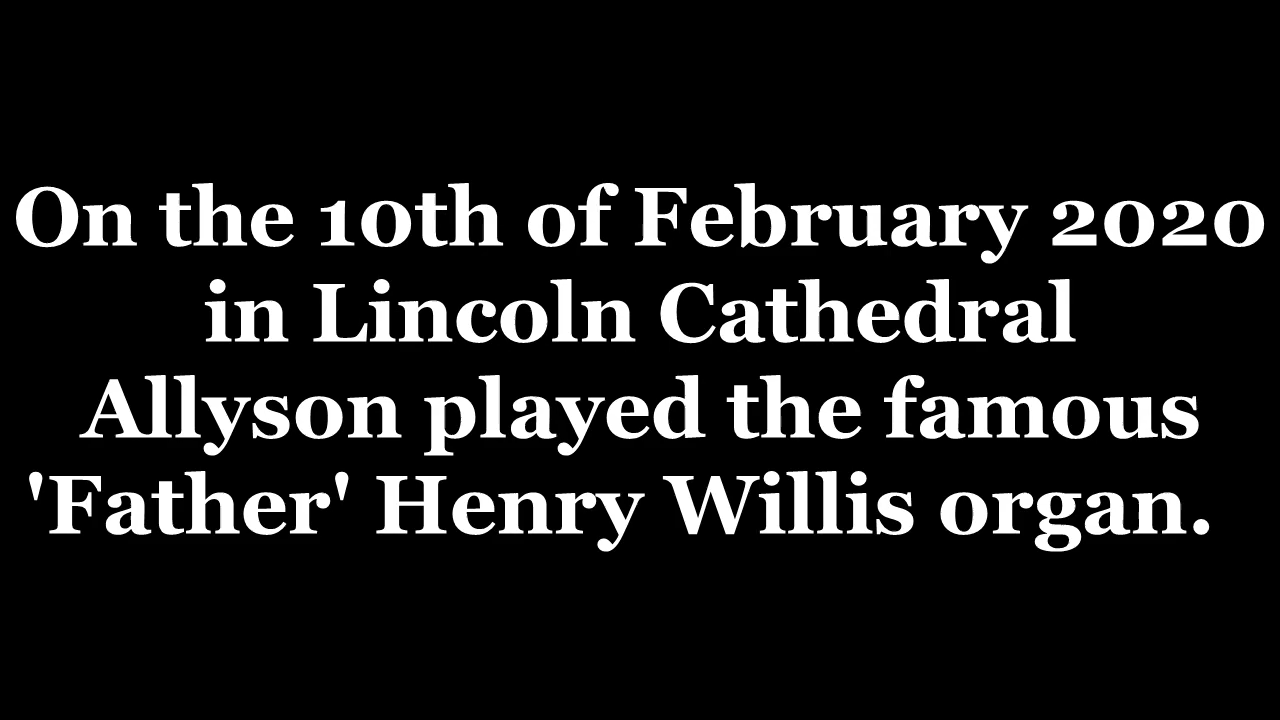 On the 10th of February 2020
in Lincoln Cathedral
Allyson played the famous
'Father' Henry Willis organ.